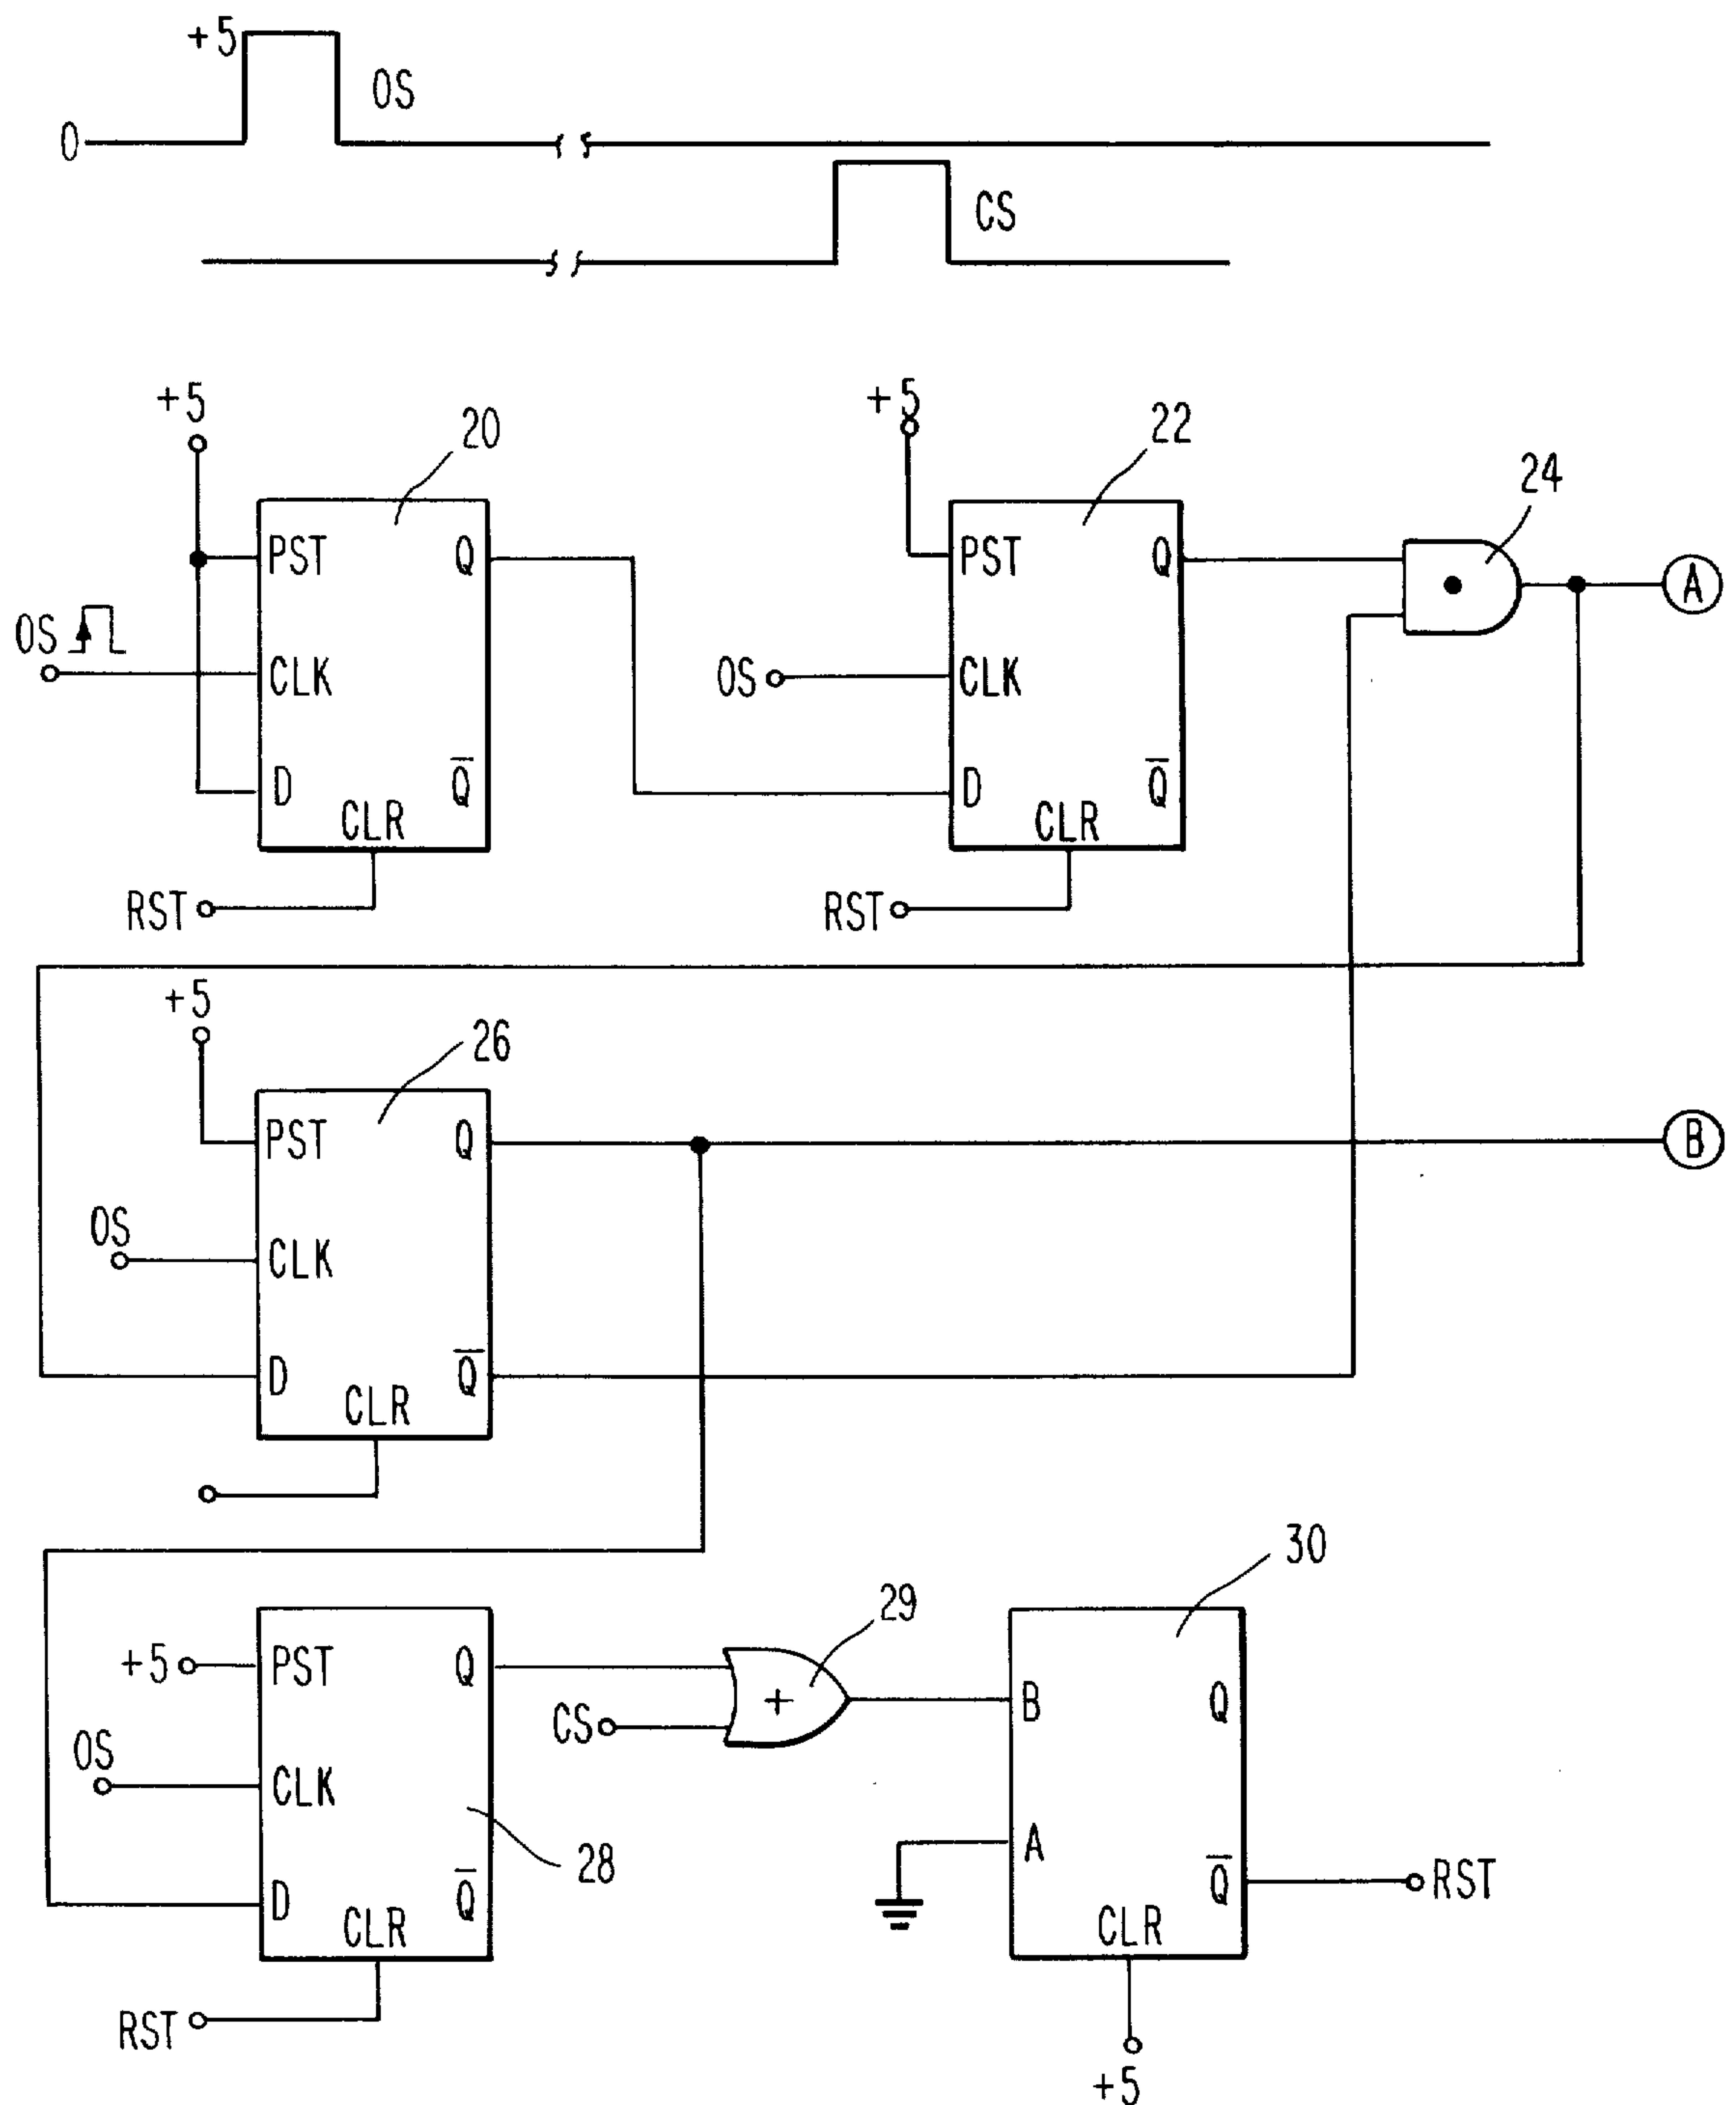 +5
OS
0
CS
+5
20
+5
22
24
PST
Q
PST
Q
A
OS
CLK
OS
CLK
D
Q̅
D
Q̅
CLR
CLR
RST
RST
+5
26
PST
Q
B
OS
CLK
D
Q̅
CLR
30
29
+5
PST
Q
B
Q
CS
+
OS
CLK
A
28
D
Q̅
Q̅
RST
CLR
CLR
RST
+5